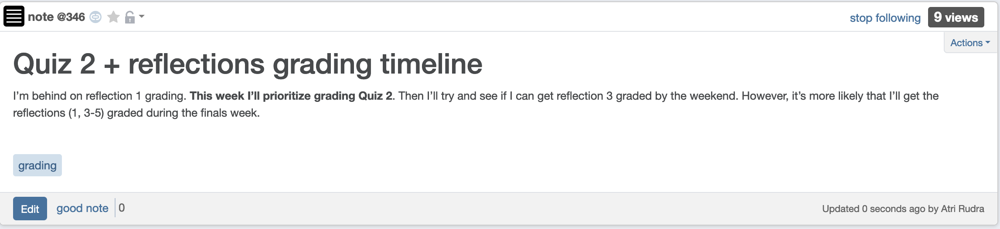 note @346
stop following
9 views
Actions
Quiz 2 + reflections grading timeline
I’m behind on reflection 1 grading. This week I’ll prioritize grading Quiz 2. Then I’ll try and see if I can get reflection 3 graded by the weekend. However, it’s more likely that I’ll get the
reflections (1, 3-5) graded during the finals week.
grading
Edit
good note
0
Updated 0 seconds ago by Atri Rudra